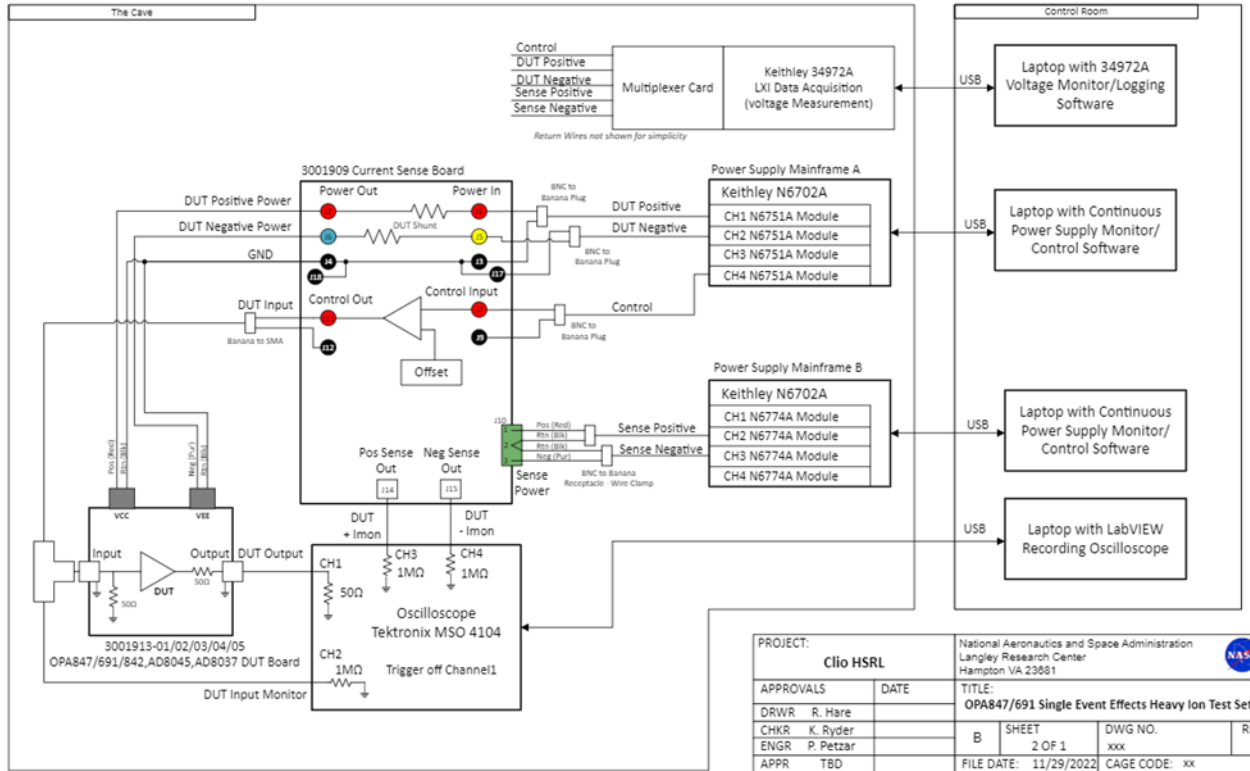 The Cave
Control Room
Control
DUT Positive
DUT Negative
Sense Positive
Sense Negative
Multiplexer Card
Keithley 34972A
LXI Data Acquisition
(voltage Measurement)
Return Wires not shown for simplicity
USB
Laptop with 34972A
Voltage Monitor/Logging
Software
3001909 Current Sense Board
Power Out
Power In
DUT Positive Power
DUT Shunt
DUT Negative Power
J6
J5
GND
J4
J3
J18
J17
BNC to
Banana Plug
DUT Positive
DUT Negative
BNC to
Banana Plug
Power Supply Mainframe A
Keithley N6702A
CH1 N6751A Module
CH2 N6751A Module
CH3 N6751A Module
CH4 N6751A Module
USB
Laptop with Continuous
Power Supply Monitor/
Control Software
DUT Input
Control Out
Control Input
Control
Banana to SMA
J12
J9
BNC to
Banana Plug
Offset
Power Supply Mainframe B
Keithley N6702A
CH1 N6774A Module
CH2 N6774A Module
CH3 N6774A Module
CH4 N6774A Module
USB
Laptop with Continuous
Power Supply Monitor/
Control Software
J10
1
2
3
Pos (Red)
Rtn (Blk)
Rtn (Blk)
Neg (Pur)
Sense Positive
Sense Negative
Sense
Power
BNC to Banana
Receptacle - Wire Clamp
Pos (Red)
Rtn (Blk)
Neg (Pur)
Rtn (Blk)
VCC
VEE
Pos Sense
Out
Neg Sense
Out
J14
J15
DUT
+ Imon
DUT
- Imon
Input
Output
DUT
50Ω
50Ω
DUT Output
3001913-01/02/03/04/05
OPA847/691/842,AD8045,AD8037 DUT Board
CH1
50Ω
CH3
1MΩ
CH4
1MΩ
Oscilloscope
Tektronix MSO 4104
Trigger off Channel1
CH2
1MΩ
DUT Input Monitor
USB
Laptop with LabVIEW
Recording Oscilloscope
PROJECT:
Clio HSRL
National Aeronautics and Space Administration
Langley Research Center
Hampton VA 23681
NAS
APPROVALS
DATE
DRWR R. Hare
CHKR K. Ryder
ENGR P. Petzar
APPR TBD
TITLE:
OPA847/691 Single Event Effects Heavy Ion Test Set
B
SHEET
2 OF 1
DWG NO.
xxx
R
FILE DATE: 11/29/2022
CAGE CODE: xx